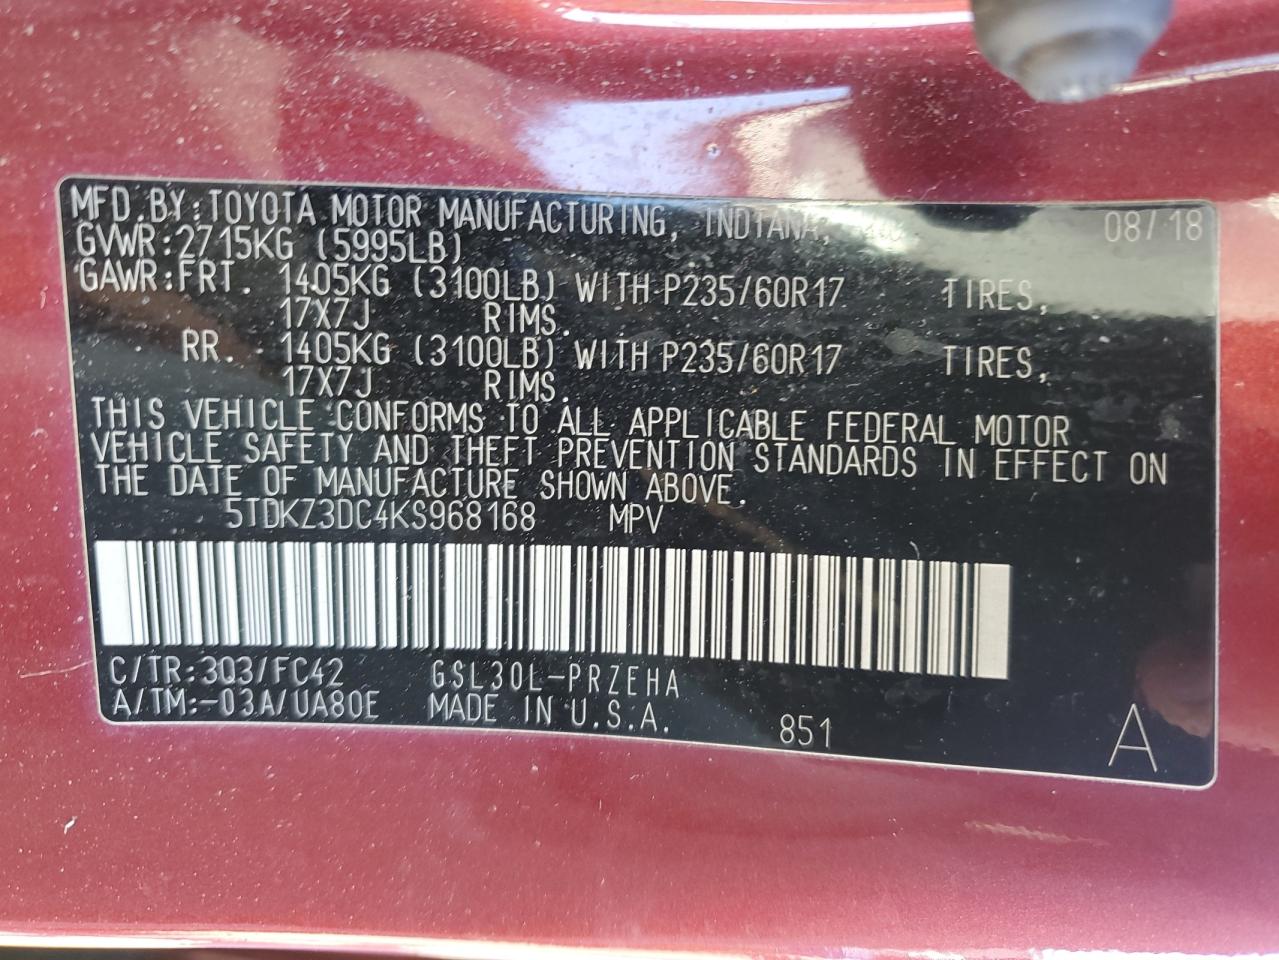 MFD.BY:TOYOTA MOTOR MANUFACTURING, INDIANA, INC. 08/18
GVWR:2715KG (5995LB)
GAWR:FRT. 1405KG (3100LB) WITH P235/60R17 TIRES,
17X7J RIMS.
RR. 1405KG (3100LB) WITH P235/60R17 TIRES,
17X7J RIMS.
THIS VEHICLE CONFORMS TO ALL APPLICABLE FEDERAL MOTOR
VEHICLE SAFETY AND THEFT PREVENTION STANDARDS IN EFFECT ON
THE DATE OF MANUFACTURE SHOWN ABOVE.
5TDKZ3DC4KS968168 MPV
C/TR:3Q3/FC42 GSL30L-PRZEHA
A/TM:-03A/UA80E MADE IN U.S.A. 851 A